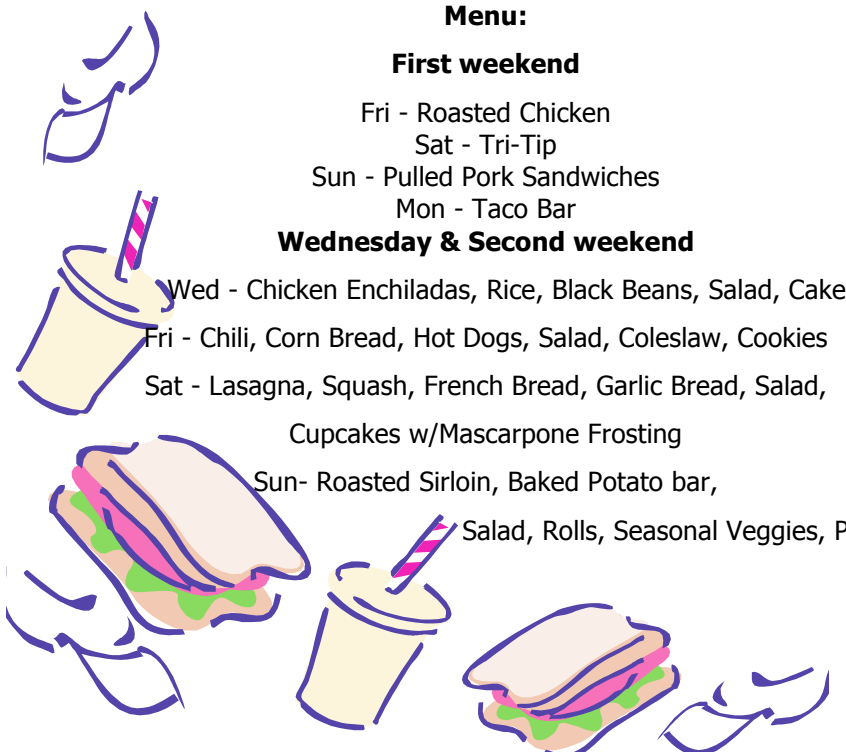 Menu:
First weekend
Fri - Roasted Chicken
Sat - Tri-Tip
Sun - Pulled Pork Sandwiches
Mon - Taco Bar
Wednesday & Second weekend
Wed - Chicken Enchiladas, Rice, Black Beans, Salad, Cake
Fri - Chili, Corn Bread, Hot Dogs, Salad, Coleslaw, Cookies
Sat - Lasagna, Squash, French Bread, Garlic Bread, Salad,
Cupcakes w/Mascarpone Frosting
Sun- Roasted Sirloin, Baked Potato bar,
Salad, Rolls, Seasonal Veggies,